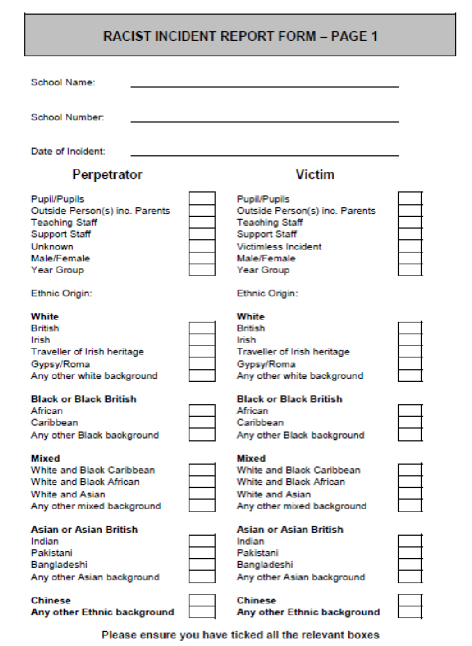 RACIST INCIDENT REPORT FORM – PAGE 1
School Name:
School Number:
Date of Incident:
Perpetrator
Pupil/Pupils
Outside Person(s) inc. Parents
Teaching Staff
Support Staff
Unknown
Male/Female
Year Group
Ethnic Origin:
White
British
Irish
Traveller of Irish heritage
Gypsy/Roma
Any other white background
Black or Black British
African
Caribbean
Any other Black background
Mixed
White and Black Caribbean
White and Black African
White and Asian
Any other mixed background
Asian or Asian British
Indian
Pakistani
Bangladeshi
Any other Asian background
Chinese
Any other Ethnic background
Victim
Pupil/Pupils
Outside Person(s) inc. Parents
Teaching Staff
Support Staff
Victimless Incident
Male/Female
Year Group
Ethnic Origin:
White
British
Irish
Traveller of Irish heritage
Gypsy/Roma
Any other white background
Black or Black British
African
Caribbean
Any other Black background
Mixed
White and Black Caribbean
White and Black African
White and Asian
Any other mixed background
Asian or Asian British
Indian
Pakistani
Bangladeshi
Any other Asian background
Chinese
Any other Ethnic background
Please ensure you have ticked all the relevant boxes